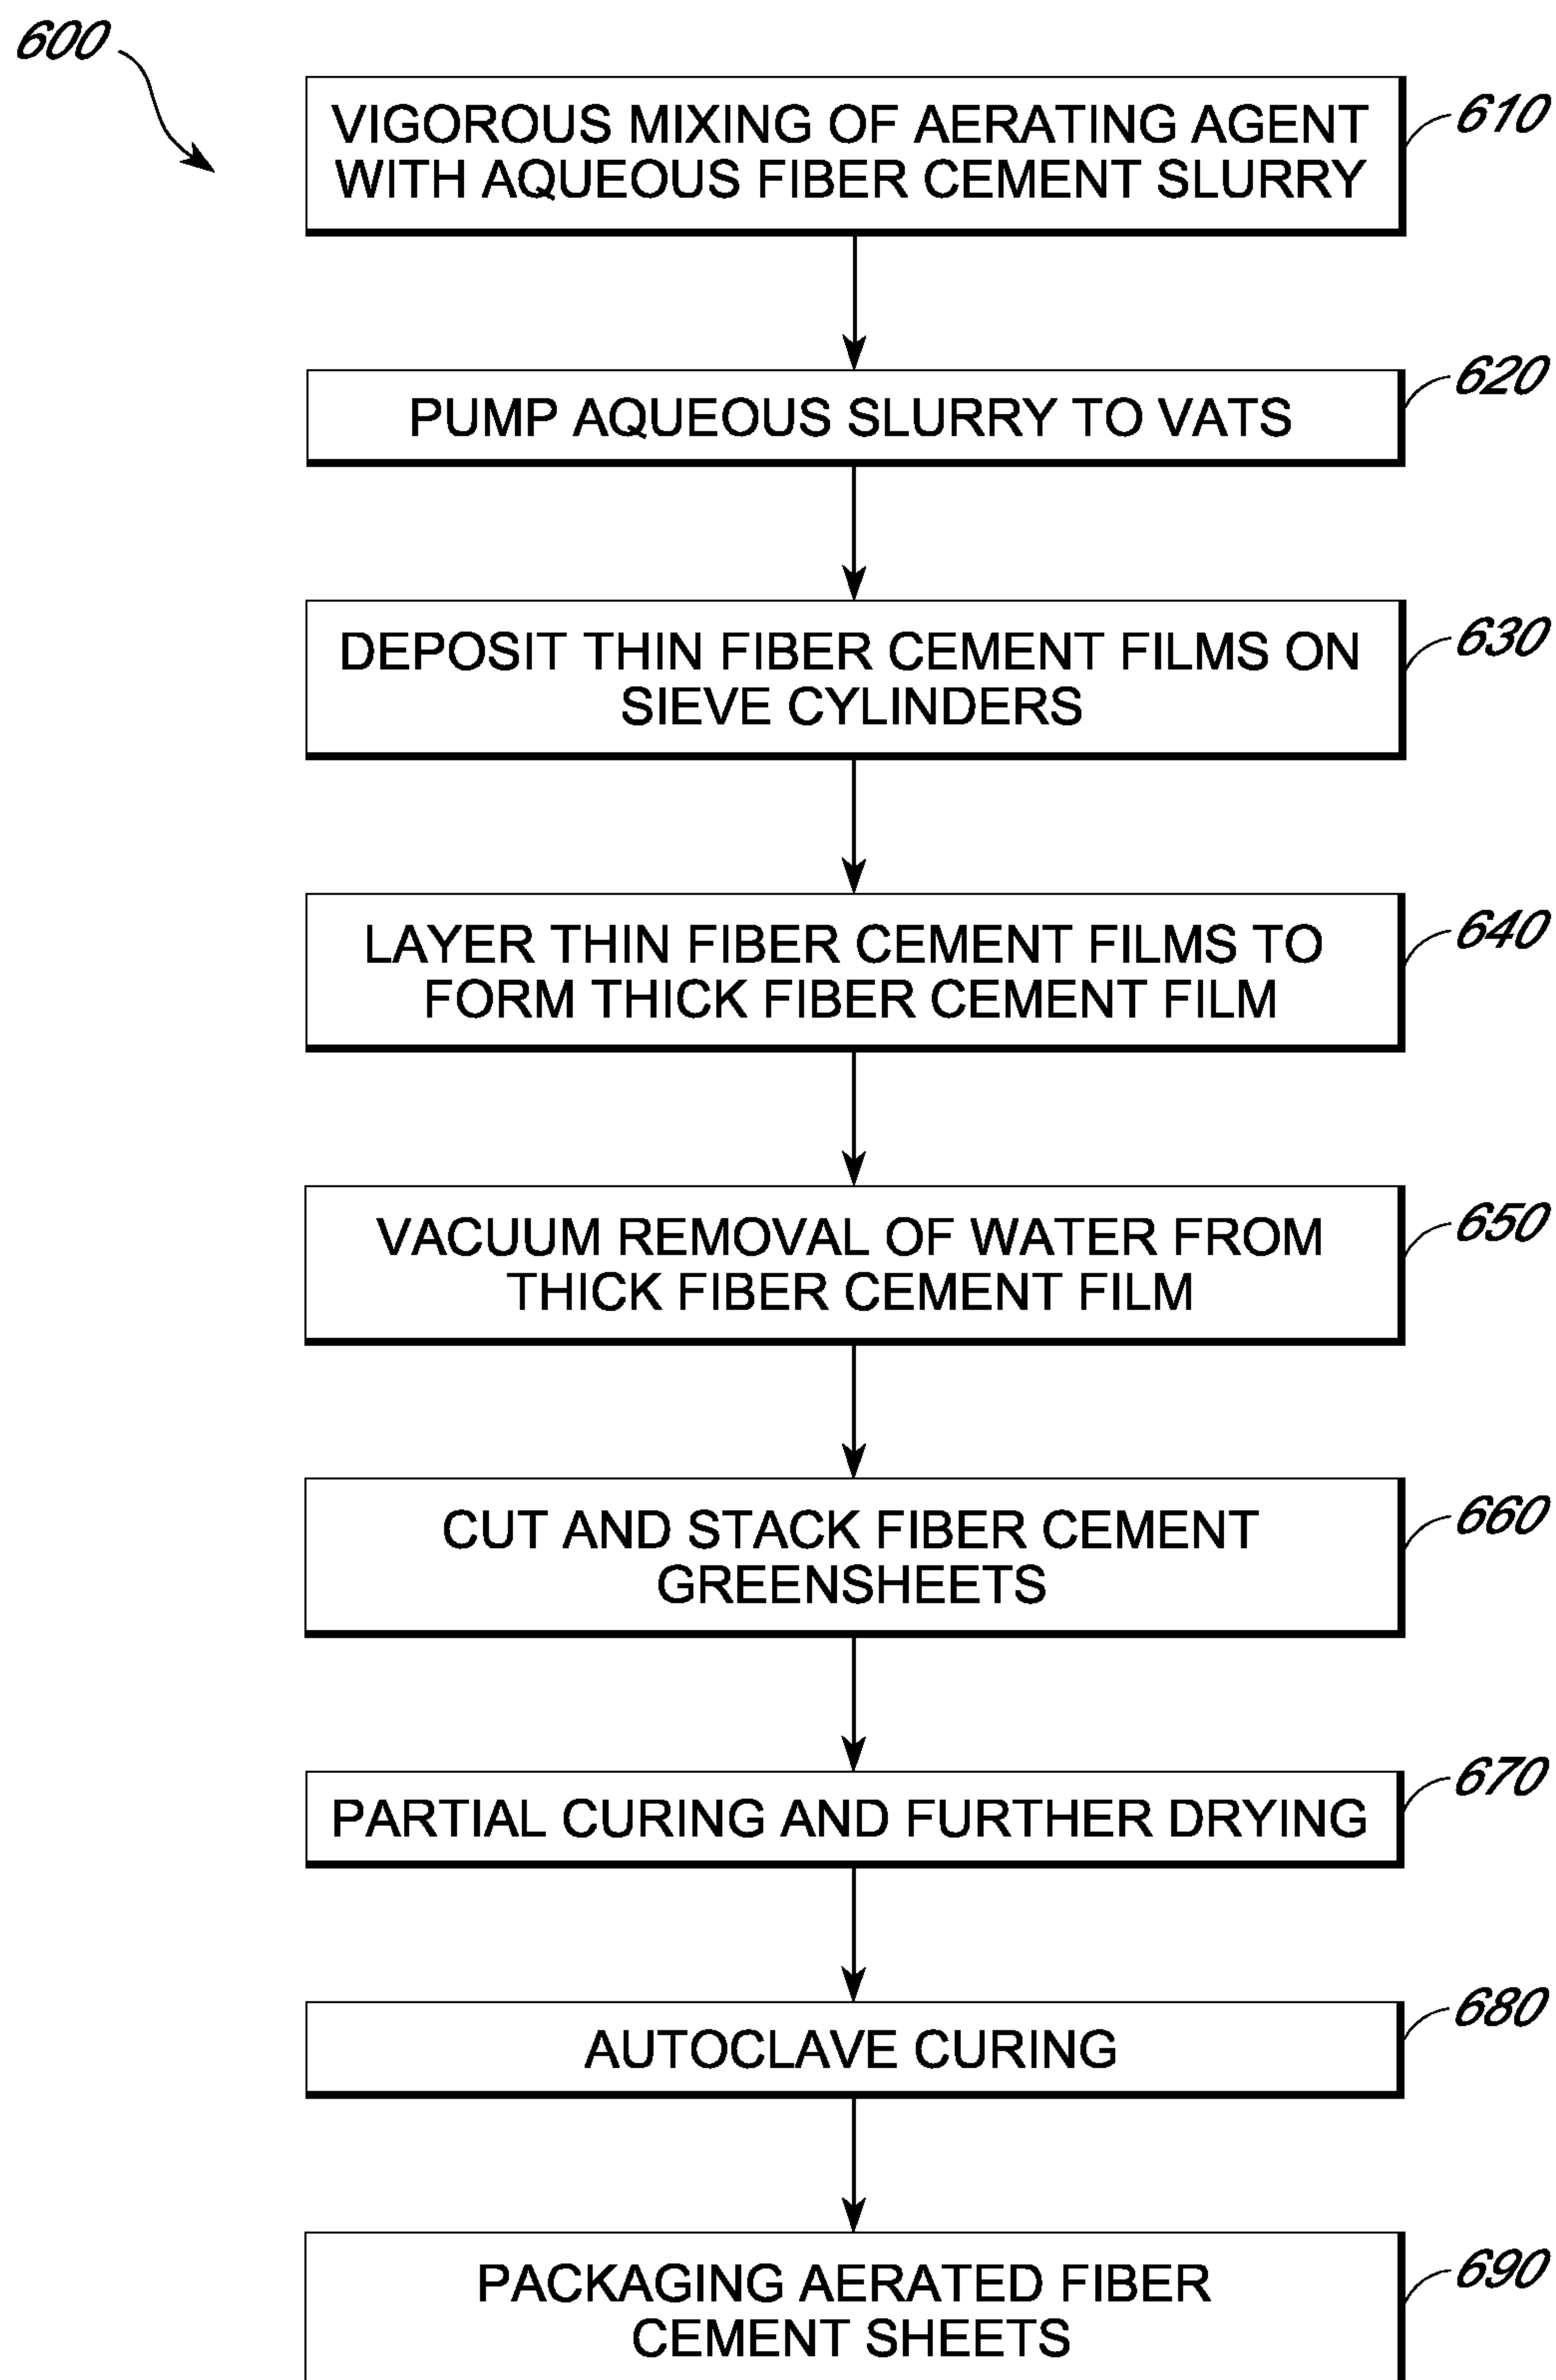 600
VIGOROUS MIXING OF AERATING AGENT
WITH AQUEOUS FIBER CEMENT SLURRY
610
PUMP AQUEOUS SLURRY TO VATS
620
DEPOSIT THIN FIBER CEMENT FILMS ON
SIEVE CYLINDERS
630
LAYER THIN FIBER CEMENT FILMS TO
FORM THICK FIBER CEMENT FILM
640
VACUUM REMOVAL OF WATER FROM
THICK FIBER CEMENT FILM
650
CUT AND STACK FIBER CEMENT
GREENSHEETS
660
PARTIAL CURING AND FURTHER DRYING
670
AUTOCLAVE CURING
680
PACKAGING AERATED FIBER
CEMENT SHEETS
690